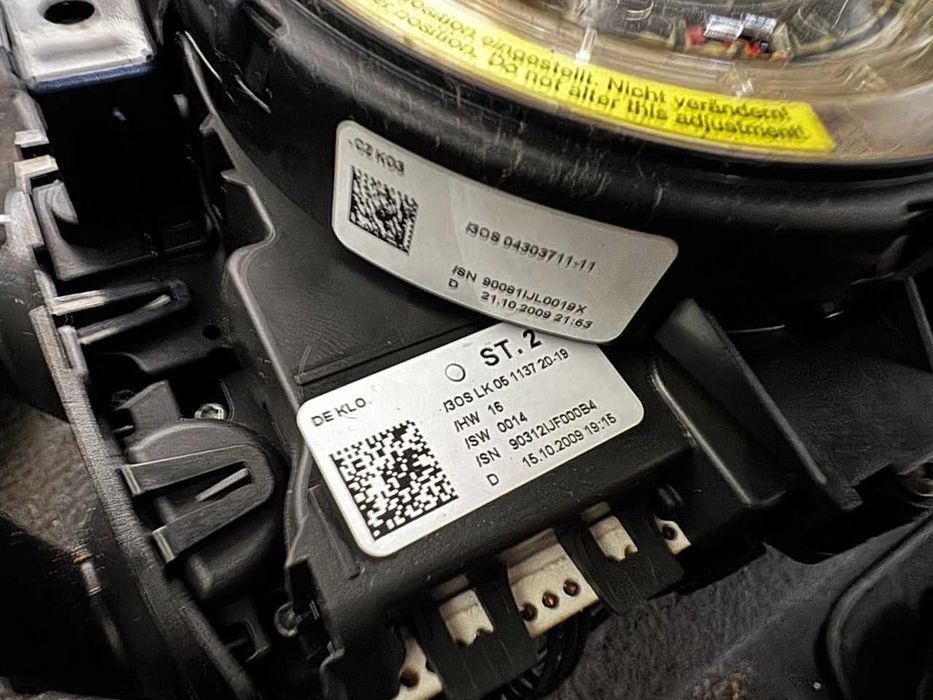 position eingestellt. Nicht verändern!
position. Do not alter this adjustment!
CZ K03
I3OS 04303711-11
ISN 90081IJL0019X
D 21.10.2009 21:53
ST. 2
DE KLO.
I3OS LK 05 1137 20-19
/HW 16
/SW 0014
/SN 90312IJF000B4
D 15.10.2009 19:15